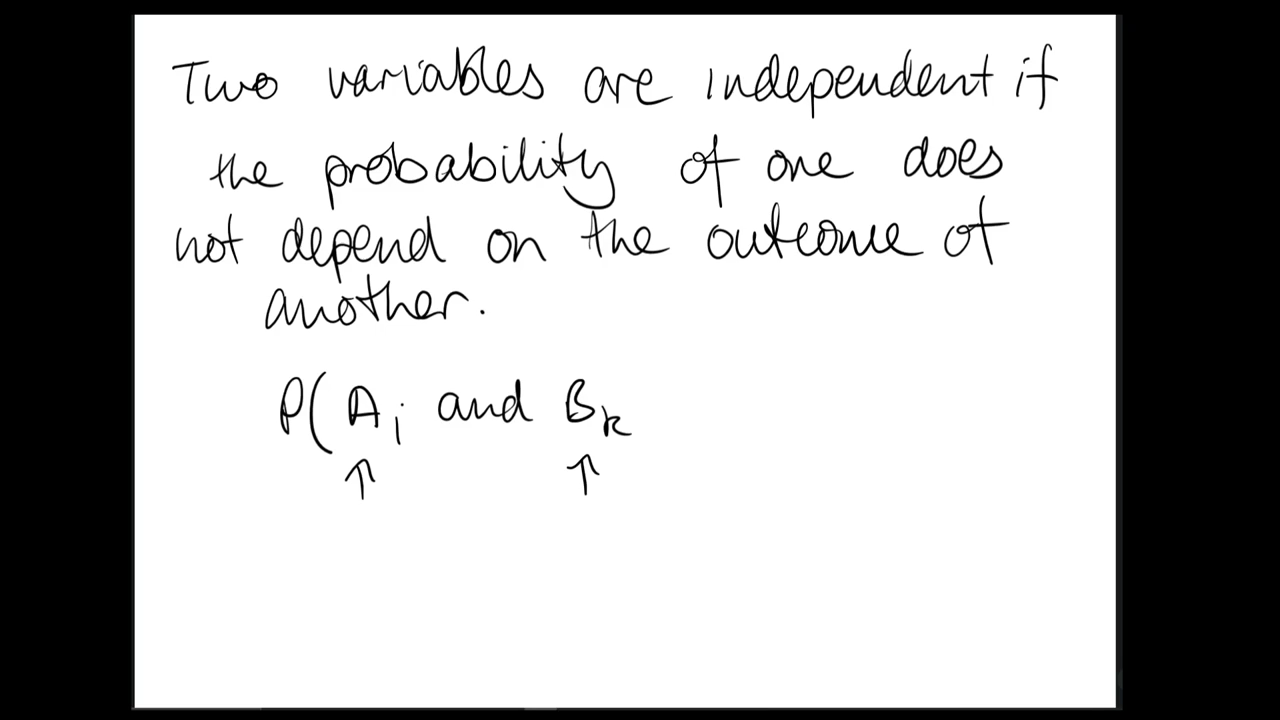 Two variables are independent if
the probability of one does
not depend on the outcome of
another.
P(Ai and Bk
↑ ↑